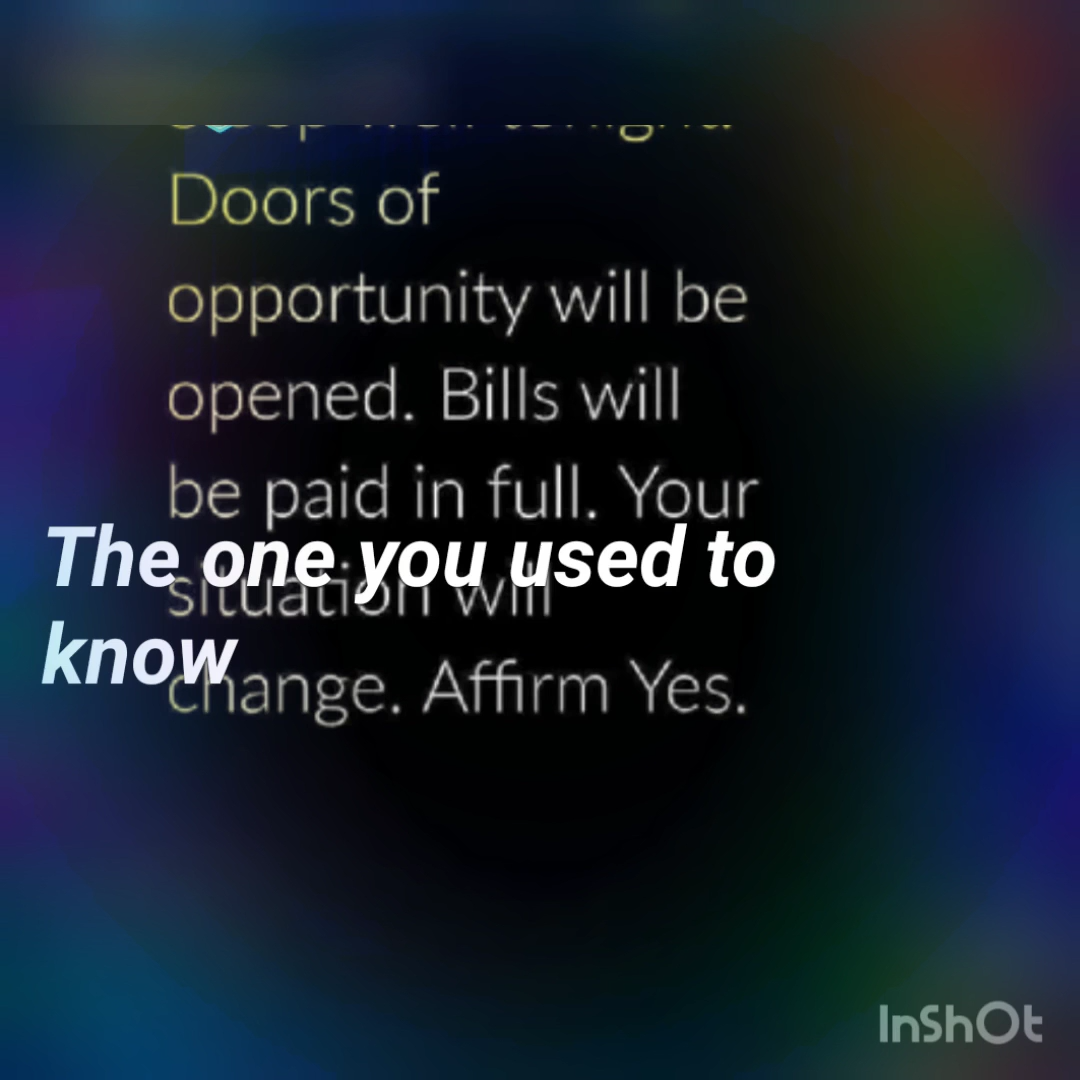 Doors of
opportunity will be
opened. Bills will
be paid in full. Your
The one you used to
situation will
know
change. Affirm Yes.
InShOt